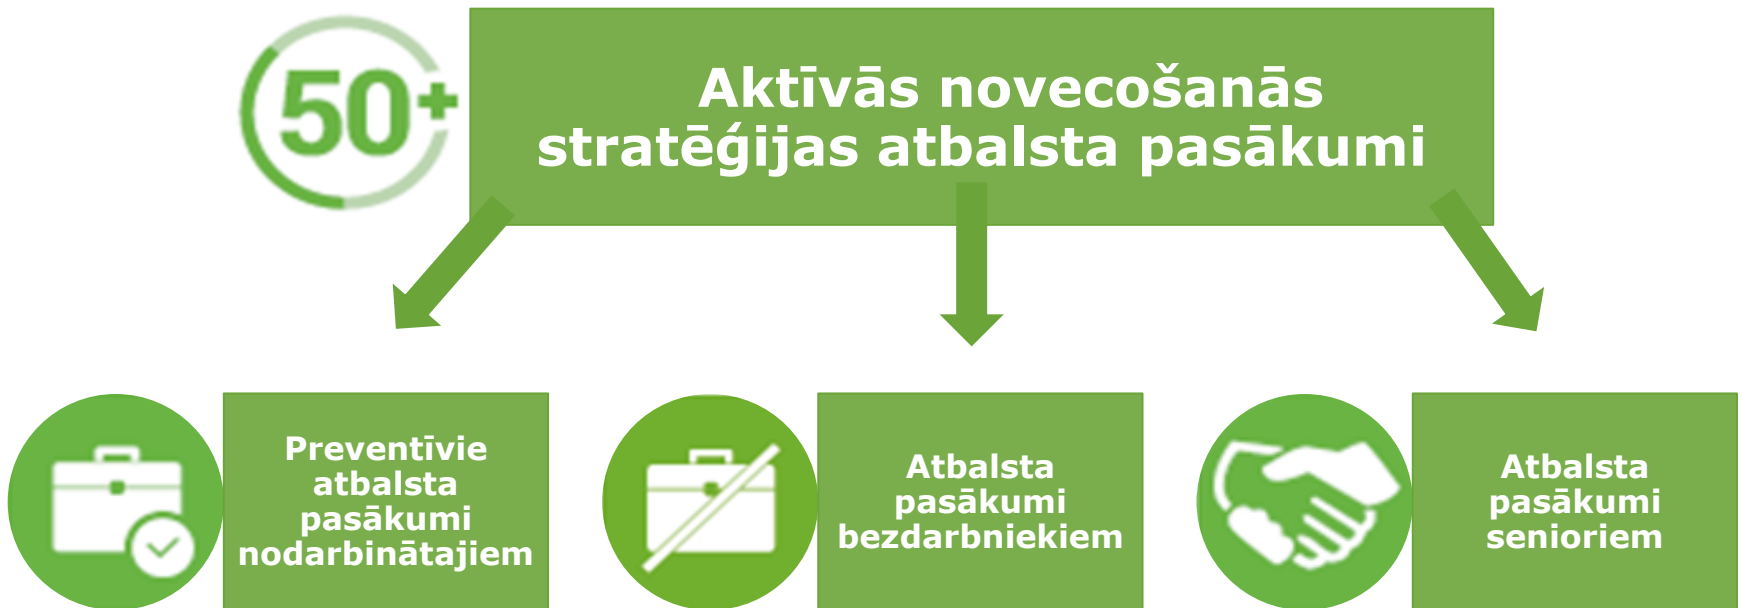 50+
Aktīvās novecošanās
stratēģijas atbalsta pasākumi
Preventīvie
atbalsta
pasākumi
nodarbinātajiem
Atbalsta
pasākumi
bezdarbniekiem
Atbalsta
pasākumi
senioriem